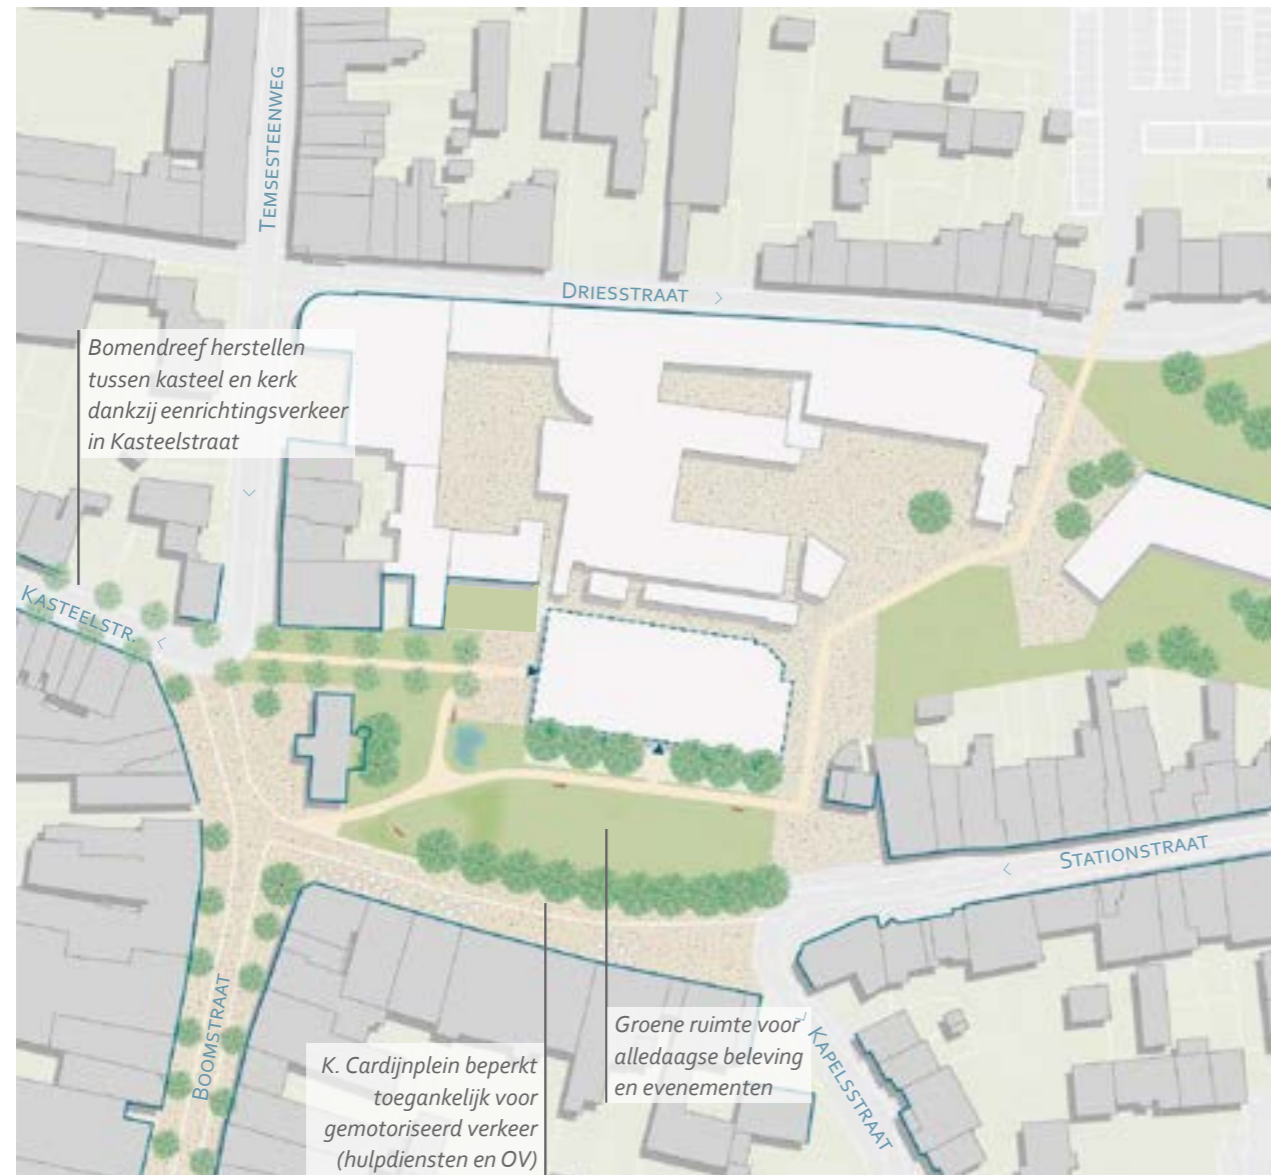 TEMSESTEENWEG
DRIESSTRAAT
Bomendreef herstellen
tussen kasteel en kerk
dankzij eenrichtingsverkeer
in Kasteelstraat
KASTEELSTR.
STATIONSTRAAT
BOOMSTRAAT
KAPELSSTRAAT
Groene ruimte voor
alledaagse beleving
en evenementen
K. Cardijnplein beperkt
toegankelijk voor
gemotoriseerd verkeer
(hulpdiensten en OV)